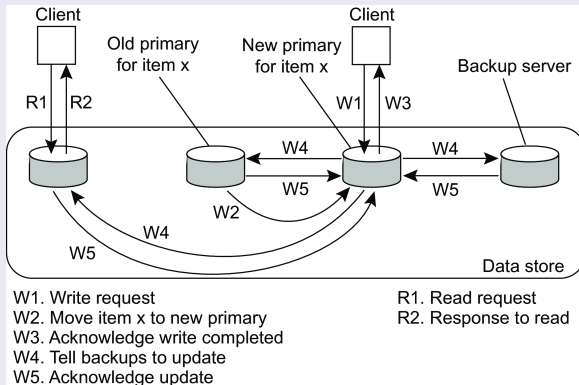 Client
Client
Old primary
for item x
New primary
for item x
Backup server
R1
R2
W1
W3
W4
W4
W5
W5
W2
W4
W5
Data store
W1. Write request
W2. Move item x to new primary
W3. Acknowledge write completed
W4. Tell backups to update
W5. Acknowledge update
R1. Read request
R2. Response to read